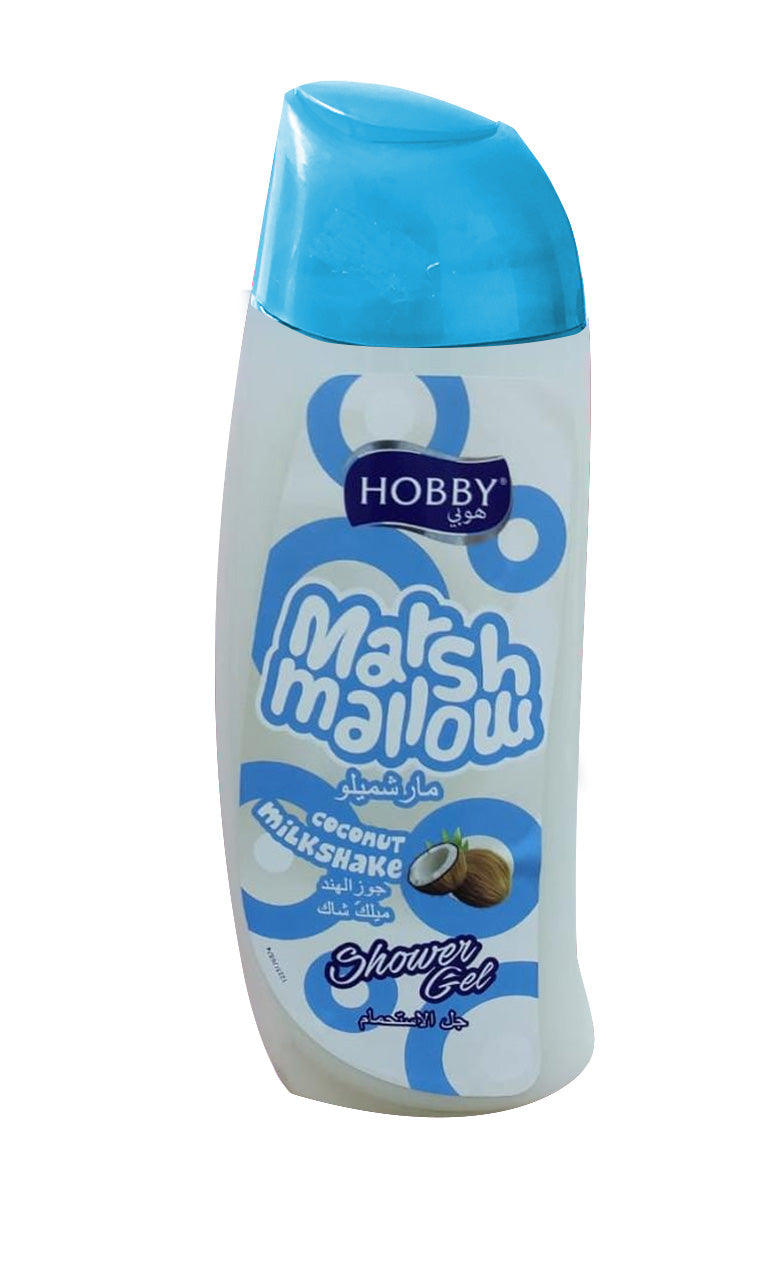 HOBBY®
هوبي
Marsh
mallow
مارشميلو
COCONUT
MILKSHAKE
جوز الهند
ميلك شاك
Shower
Gel
جل الاستحمام